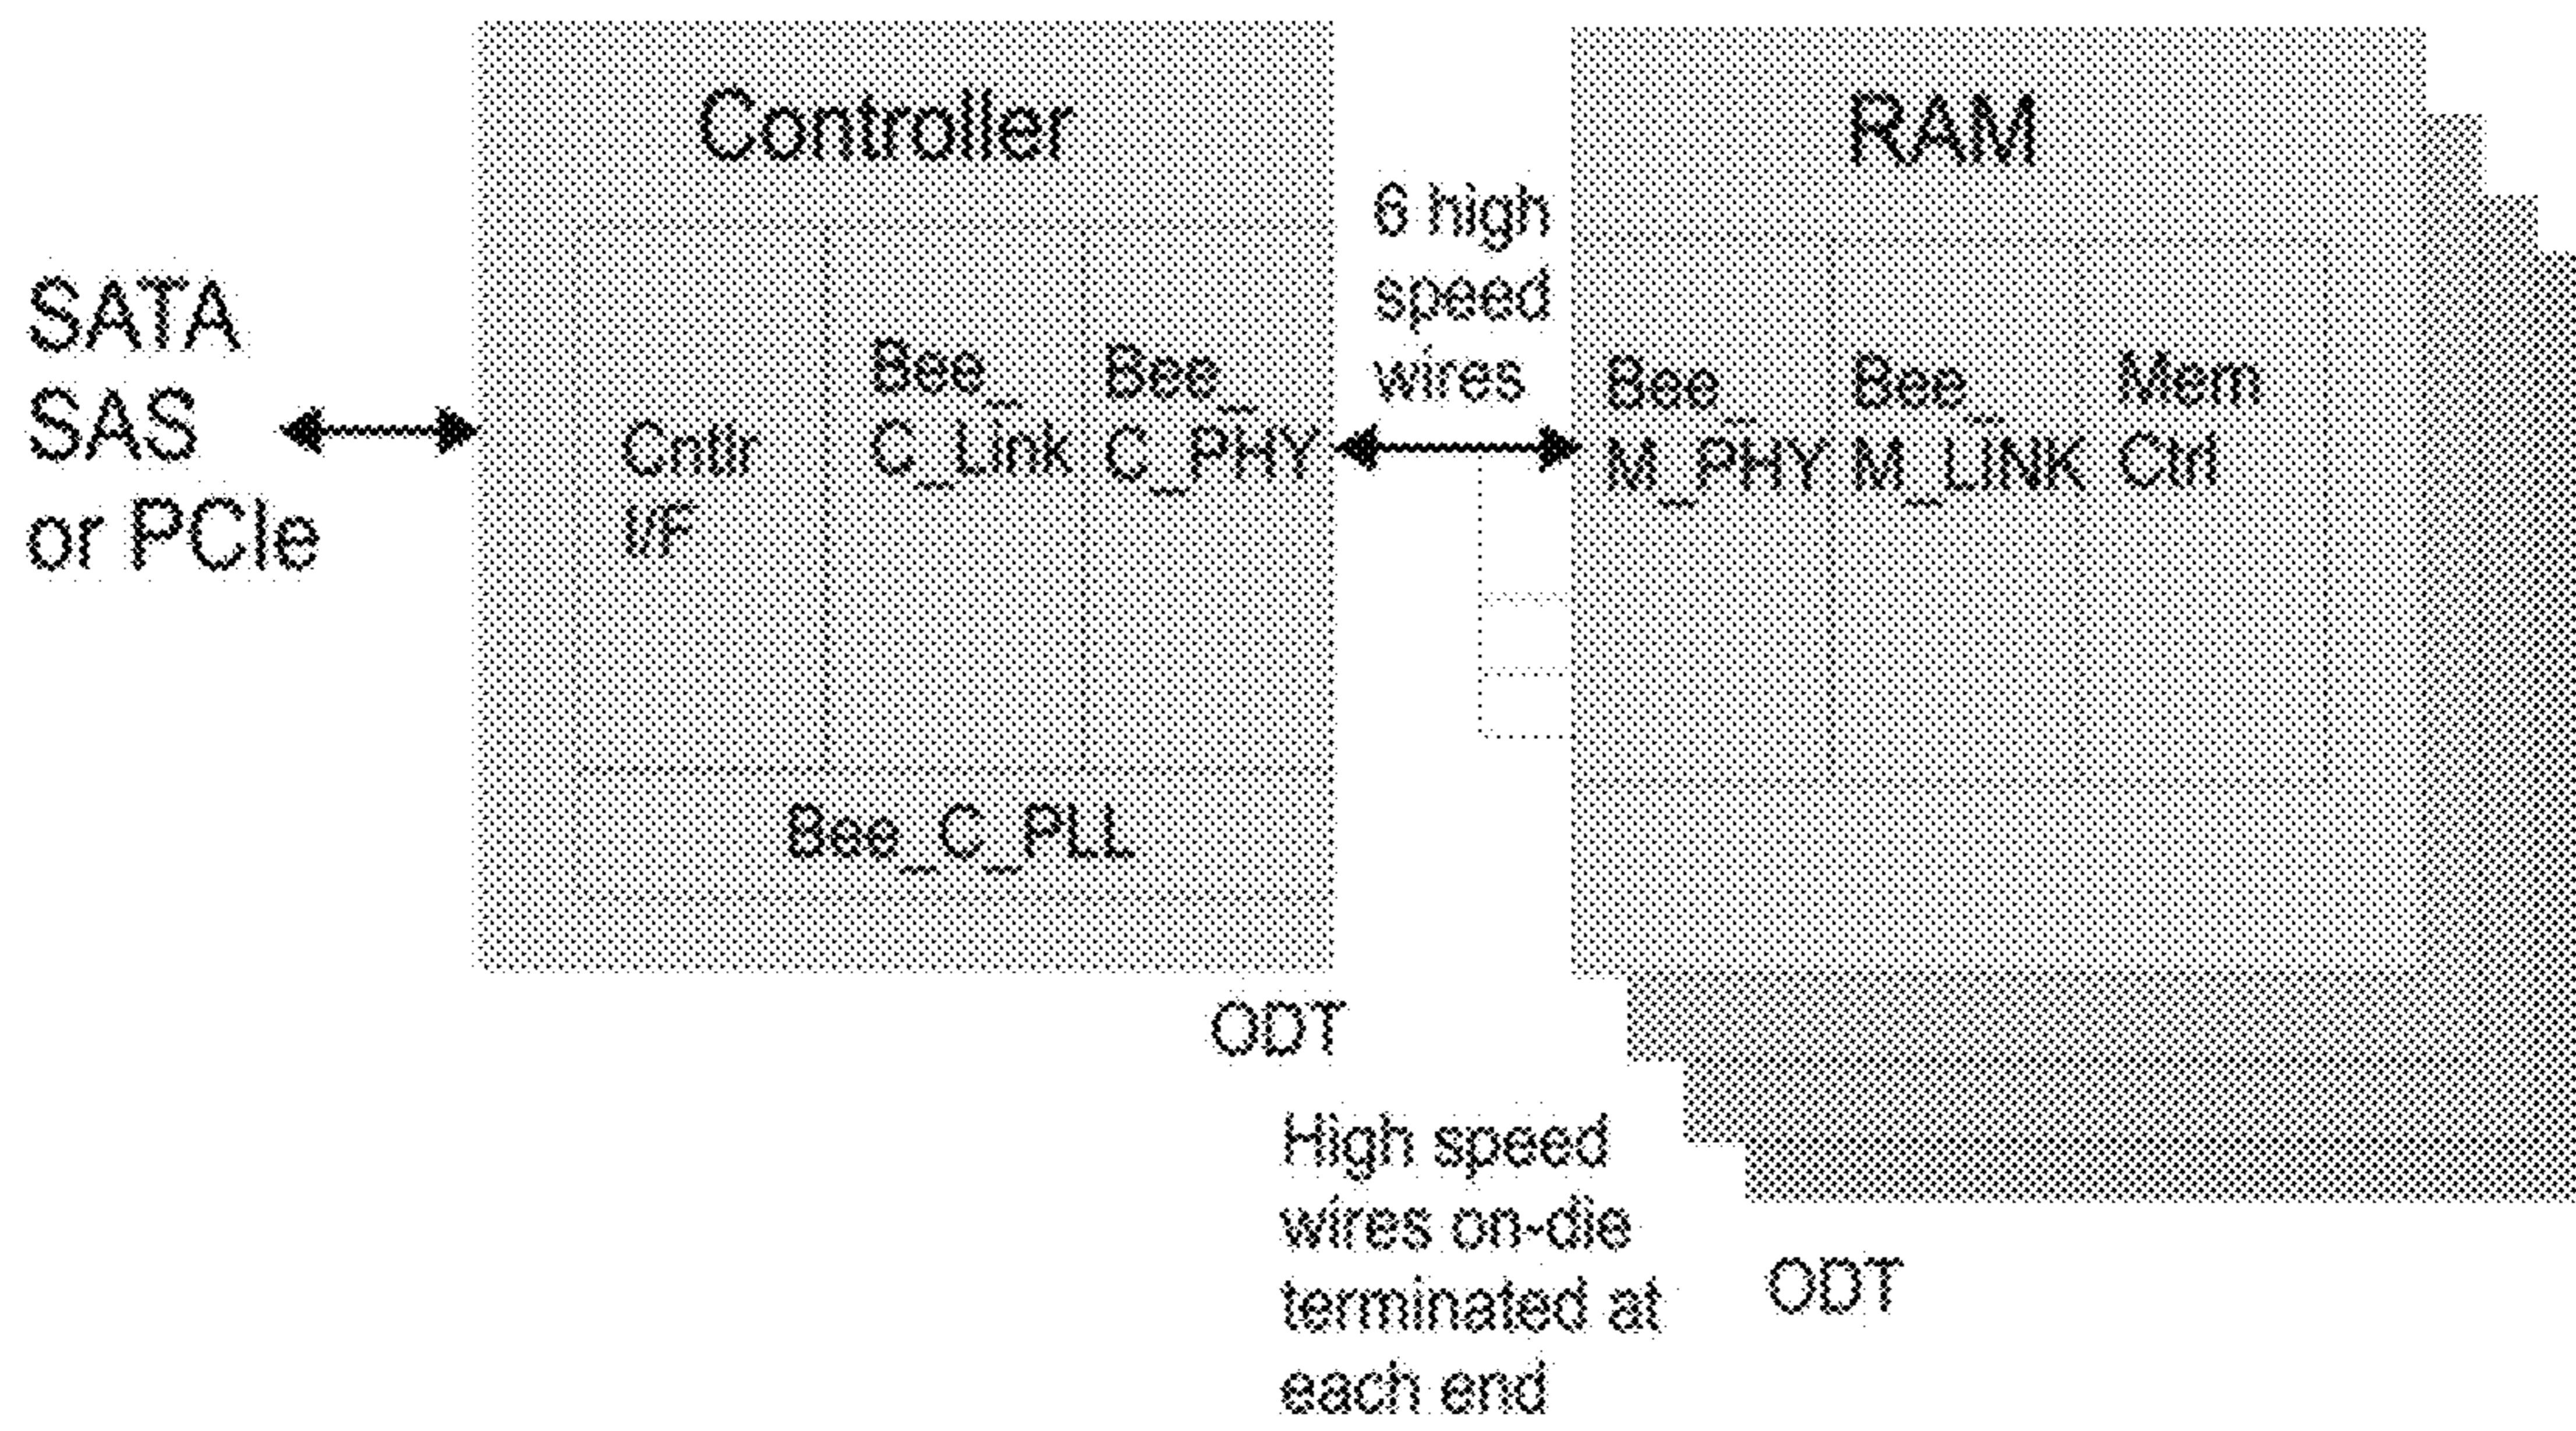 Controller
RAM
SATA
SAS
or PCIe
Cntlr
I/F
Bee_
C_Link
Bee_
C_PHY
6 high
speed
wires
Bee_
M_PHY
Bee_
M_LINK
Mem
Ctrl
Bee_C_PLL
ODT
High speed
wires on-die
terminated at
each end
ODT